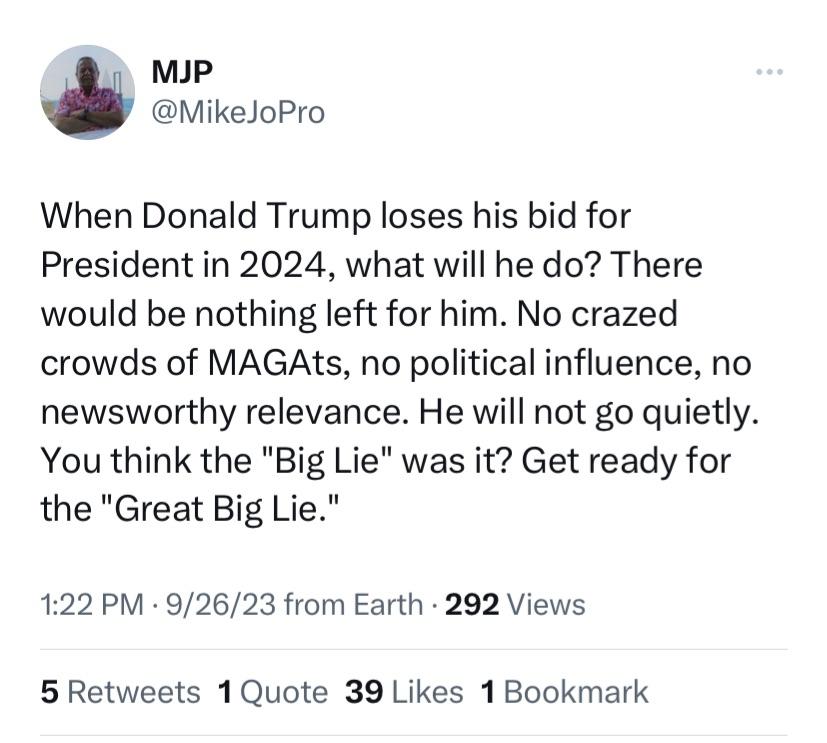 MJP
@MikeJoPro
When Donald Trump loses his bid for
President in 2024, what will he do? There
would be nothing left for him. No crazed
crowds of MAGAts, no political influence, no
newsworthy relevance. He will not go quietly.
You think the "Big Lie" was it? Get ready for
the "Great Big Lie."
1:22 PM · 9/26/23 from Earth · 292 Views
5 Retweets 1 Quote 39 Likes 1 Bookmark